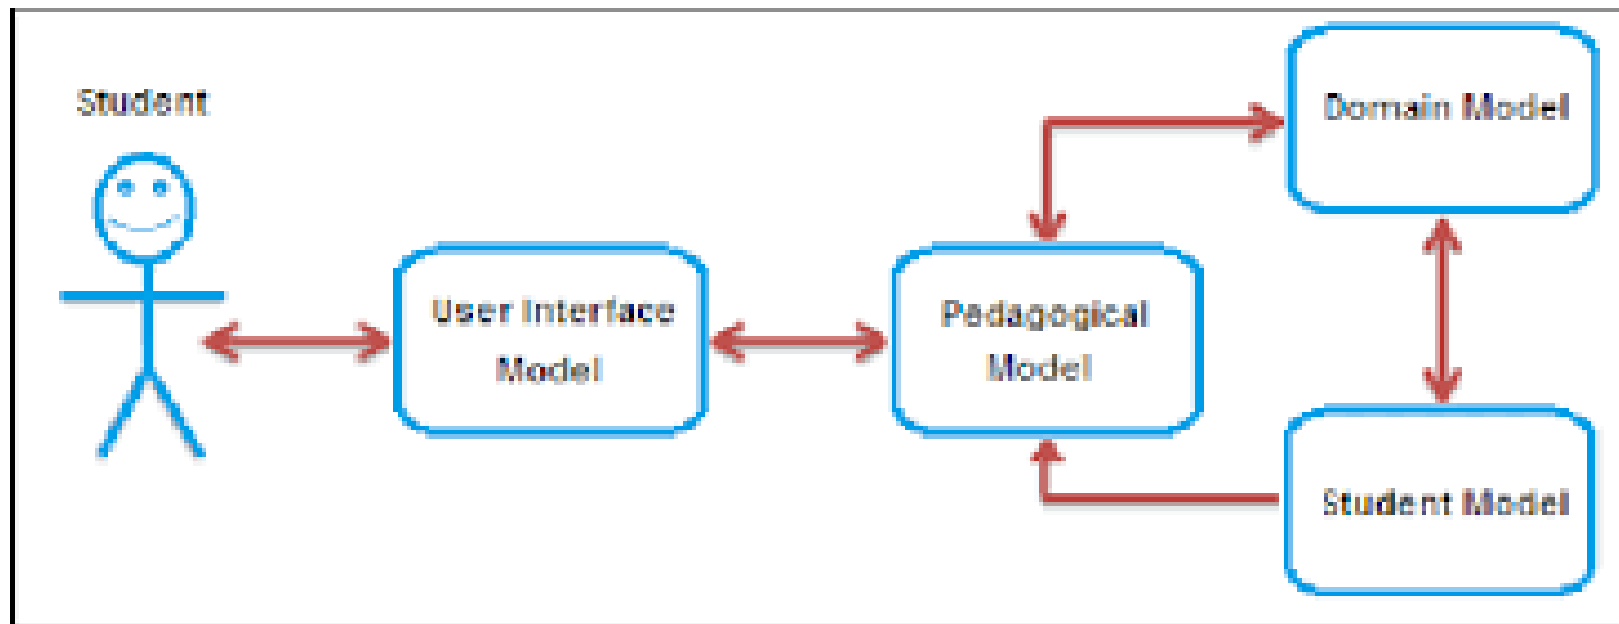 Student
Domain Model
User Interface
Model
Pedagogical
Model
Student Model